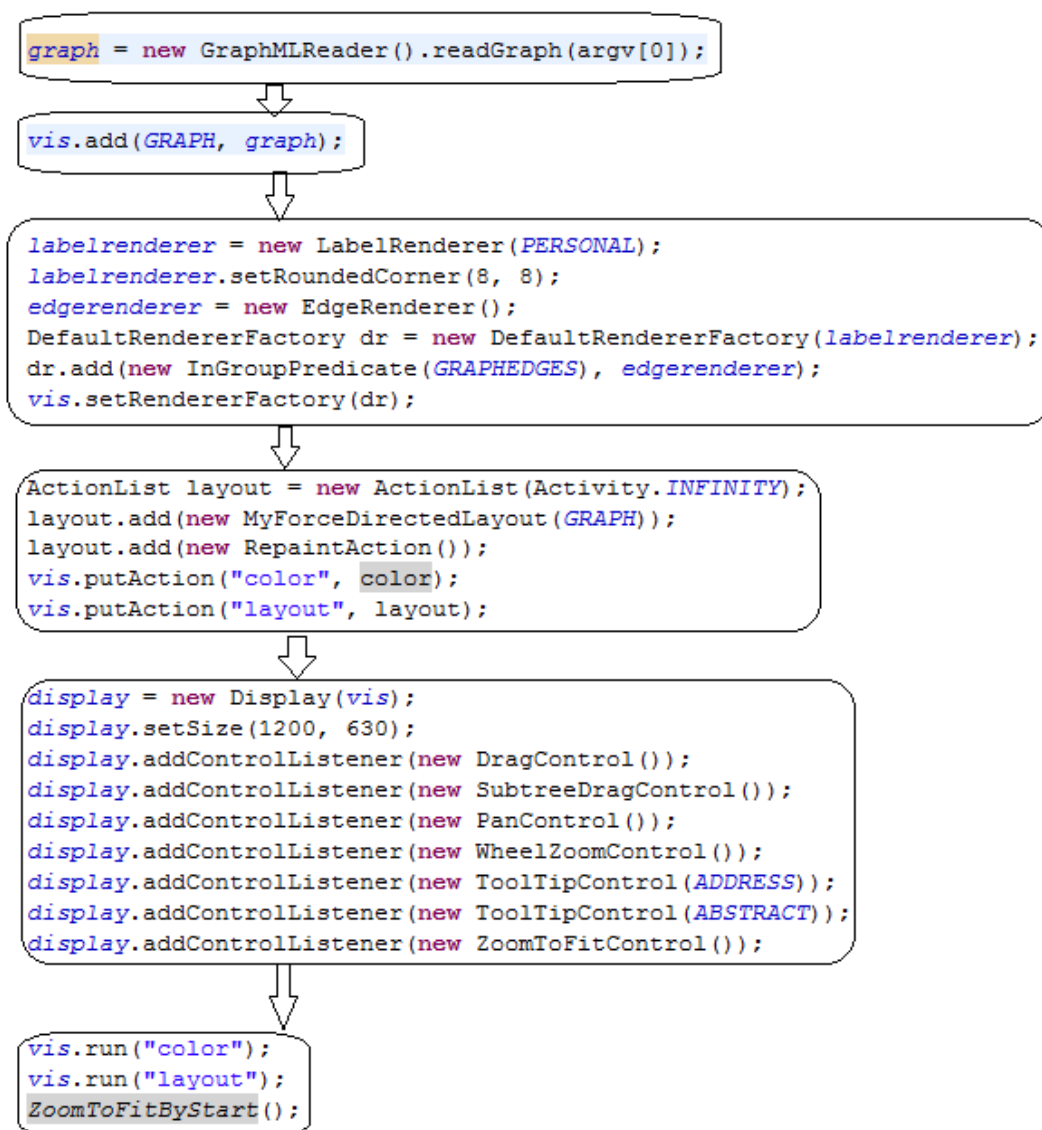 graph = new GraphMLReader().readGraph(argv[0]);
vis.add(GRAPH, graph);
labelrenderer = new LabelRenderer(PERSONAL);
labelrenderer.setRoundedCorner(8, 8);
edgerenderer = new EdgeRenderer();
DefaultRendererFactory dr = new DefaultRendererFactory(labelrenderer);
dr.add(new InGroupPredicate(GRAPHEDGES), edgerenderer);
vis.setRendererFactory(dr);
ActionList layout = new ActionList(Activity.INFINITY);
layout.add(new MyForceDirectedLayout(GRAPH));
layout.add(new RepaintAction());
vis.putAction("color", color);
vis.putAction("layout", layout);
display = new Display(vis);
display.setSize(1200, 630);
display.addControlListener(new DragControl());
display.addControlListener(new SubtreeDragControl());
display.addControlListener(new PanControl());
display.addControlListener(new WheelZoomControl());
display.addControlListener(new ToolTipControl(ADDRESS));
display.addControlListener(new ToolTipControl(ABSTRACT));
display.addControlListener(new ZoomToFitControl());
vis.run("color");
vis.run("layout");
ZoomToFitByStart();